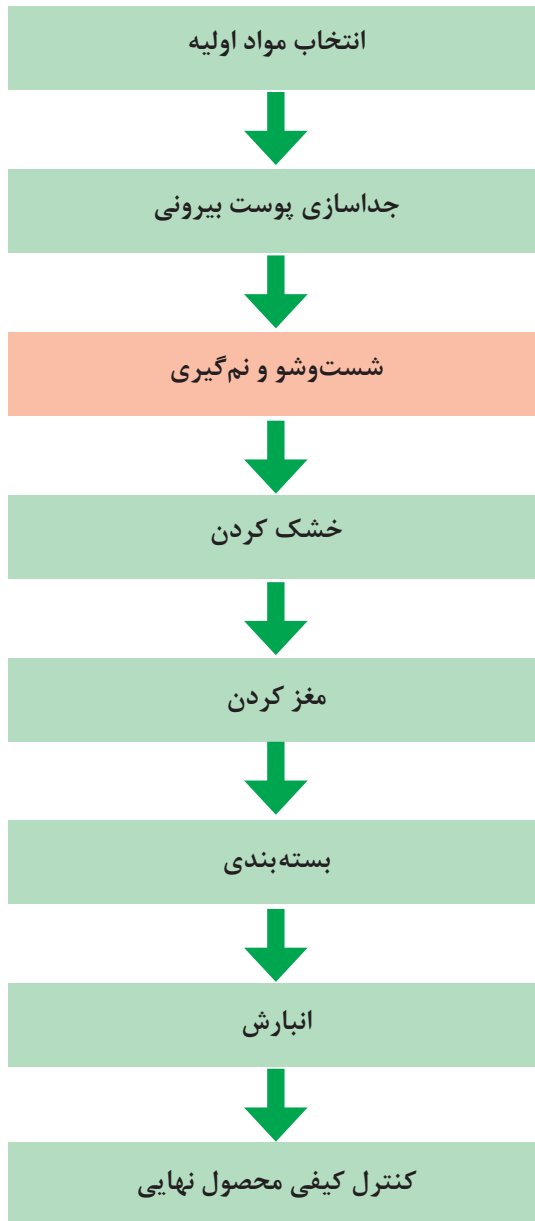 انتخاب مواد اولیه
جداسازی پوست بیرونی
شست‌وشو و نم‌گیری
خشک کردن
مغز کردن
بسته‌بندی
انبارش
کنترل کیفی محصول نهایی